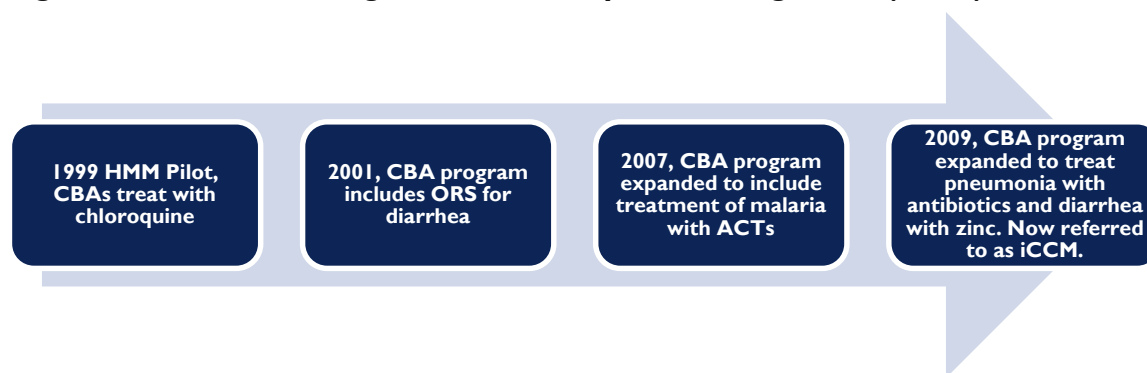 1999 HMM Pilot,
CBAs treat with
chloroquine
2001, CBA program
includes ORS for
diarrhea
2007, CBA program
expanded to include
treatment of malaria
with ACTs
2009, CBA program
expanded to treat
pneumonia with
antibiotics and diarrhea
with zinc. Now referred
to as iCCM.